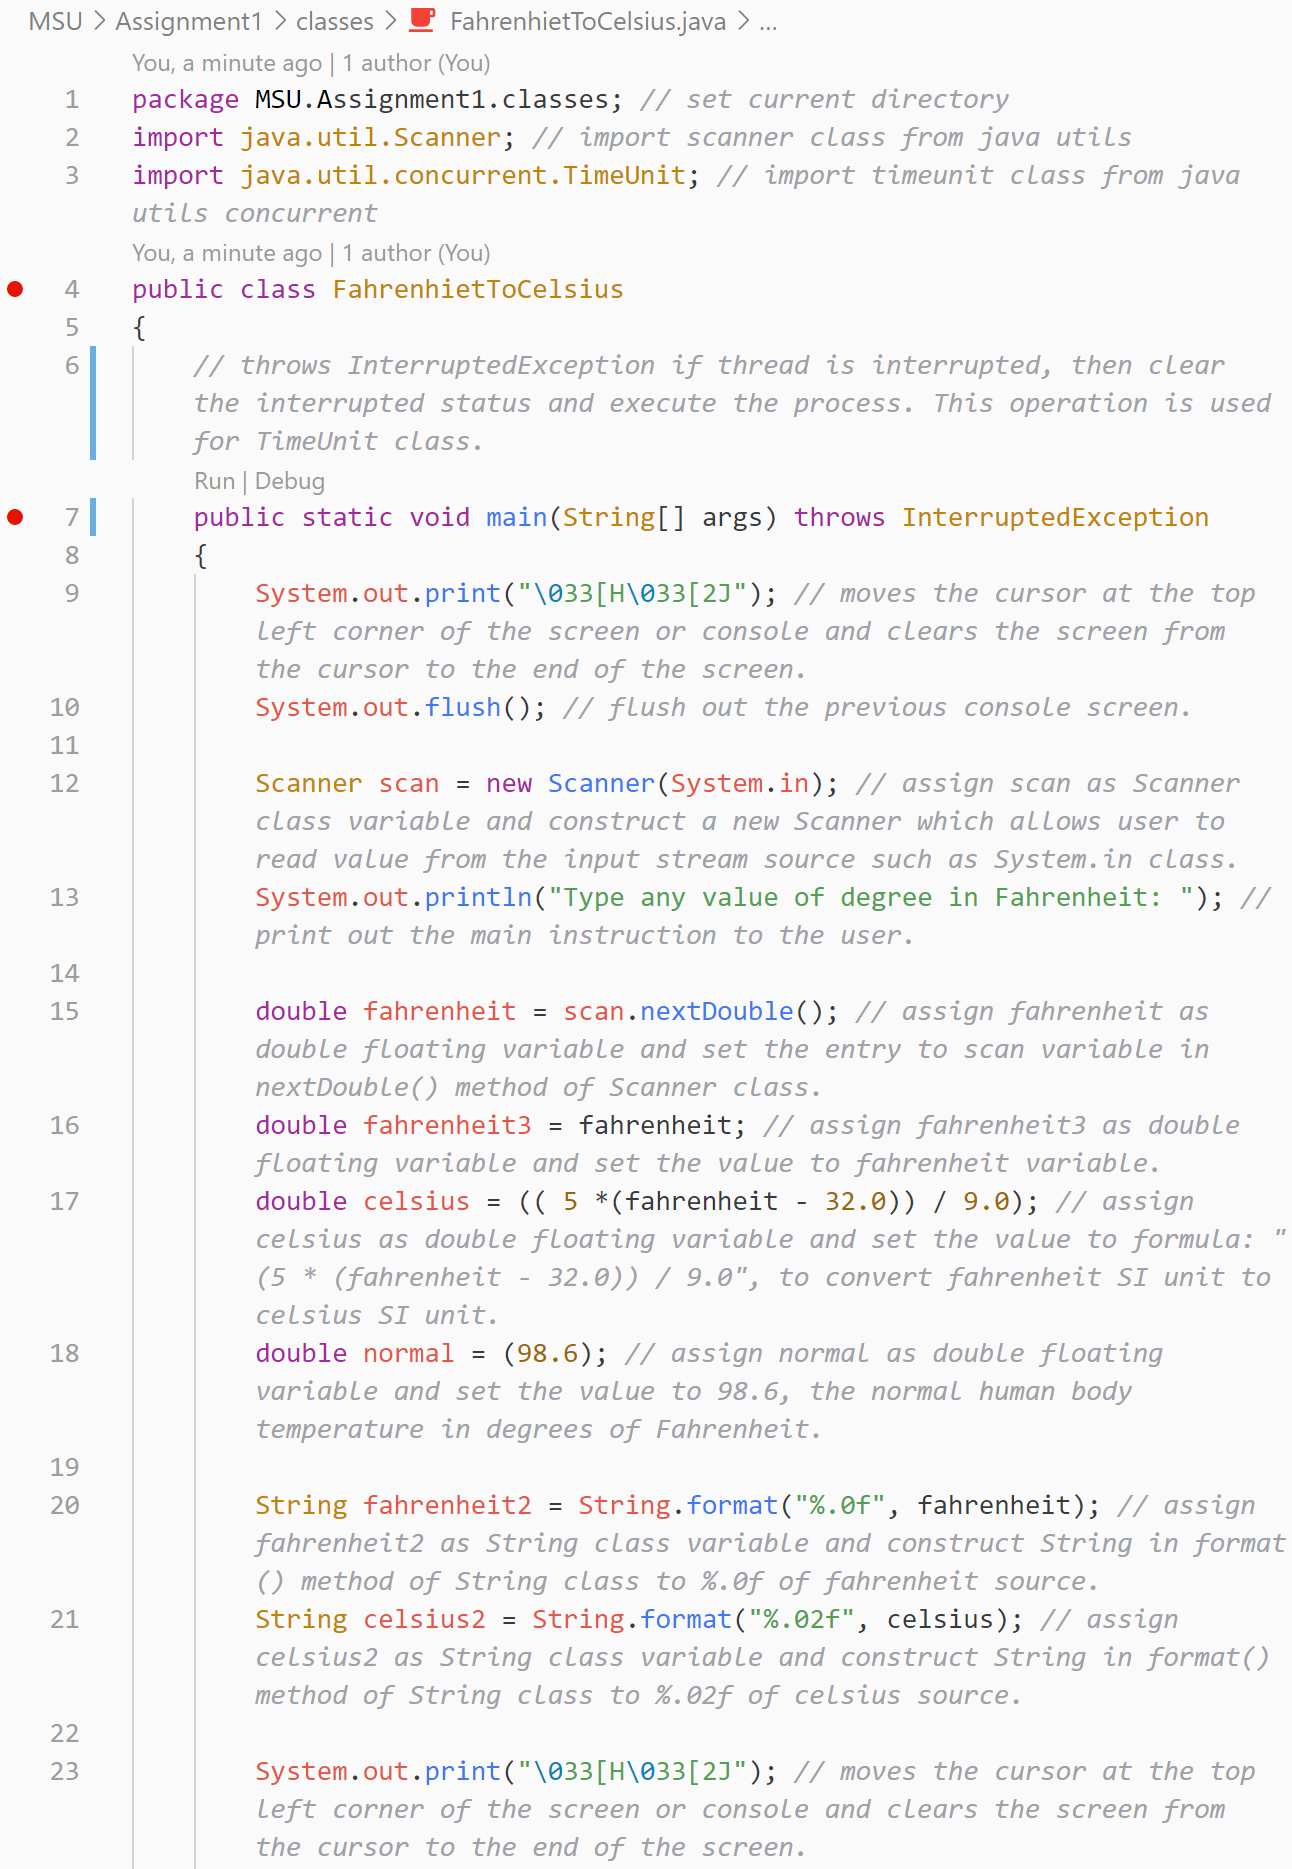 MSU > Assignment1 > classes > FahrenhietToCelsius.java > ...
You, a minute ago | 1 author (You)
1 package MSU.Assignment1.classes; // set current directory
2 import java.util.Scanner; // import scanner class from java utils
3 import java.util.concurrent.TimeUnit; // import timeunit class from java
utils concurrent
You, a minute ago | 1 author (You)
4 public class FahrenhietToCelsius
5 {
6 // throws InterruptedException if thread is interrupted, then clear
the interrupted status and execute the process. This operation is used
for TimeUnit class.
Run | Debug
7 public static void main(String[] args) throws InterruptedException
8 {
9 System.out.print("\033[H\033[2J"); // moves the cursor at the top
left corner of the screen or console and clears the screen from
the cursor to the end of the screen.
10 System.out.flush(); // flush out the previous console screen.
11
12 Scanner scan = new Scanner(System.in); // assign scan as Scanner
class variable and construct a new Scanner which allows user to
read value from the input stream source such as System.in class.
13 System.out.println("Type any value of degree in Fahrenheit: "); //
print out the main instruction to the user.
14
15 double fahrenheit = scan.nextDouble(); // assign fahrenheit as
double floating variable and set the entry to scan variable in
nextDouble() method of Scanner class.
16 double fahrenheit3 = fahrenheit; // assign fahrenheit3 as double
floating variable and set the value to fahrenheit variable.
17 double celsius = (( 5 *(fahrenheit - 32.0)) / 9.0); // assign
celsius as double floating variable and set the value to formula: "
(5 * (fahrenheit - 32.0)) / 9.0", to convert fahrenheit SI unit to
celsius SI unit.
18 double normal = (98.6); // assign normal as double floating
variable and set the value to 98.6, the normal human body
temperature in degrees of Fahrenheit.
19
20 String fahrenheit2 = String.format("%.0f", fahrenheit); // assign
fahrenheit2 as String class variable and construct String in format
() method of String class to %.0f of fahrenheit source.
21 String celsius2 = String.format("%.02f", celsius); // assign
celsius2 as String class variable and construct String in format()
method of String class to %.02f of celsius source.
22
23 System.out.print("\033[H\033[2J"); // moves the cursor at the top
left corner of the screen or console and clears the screen from
the cursor to the end of the screen.